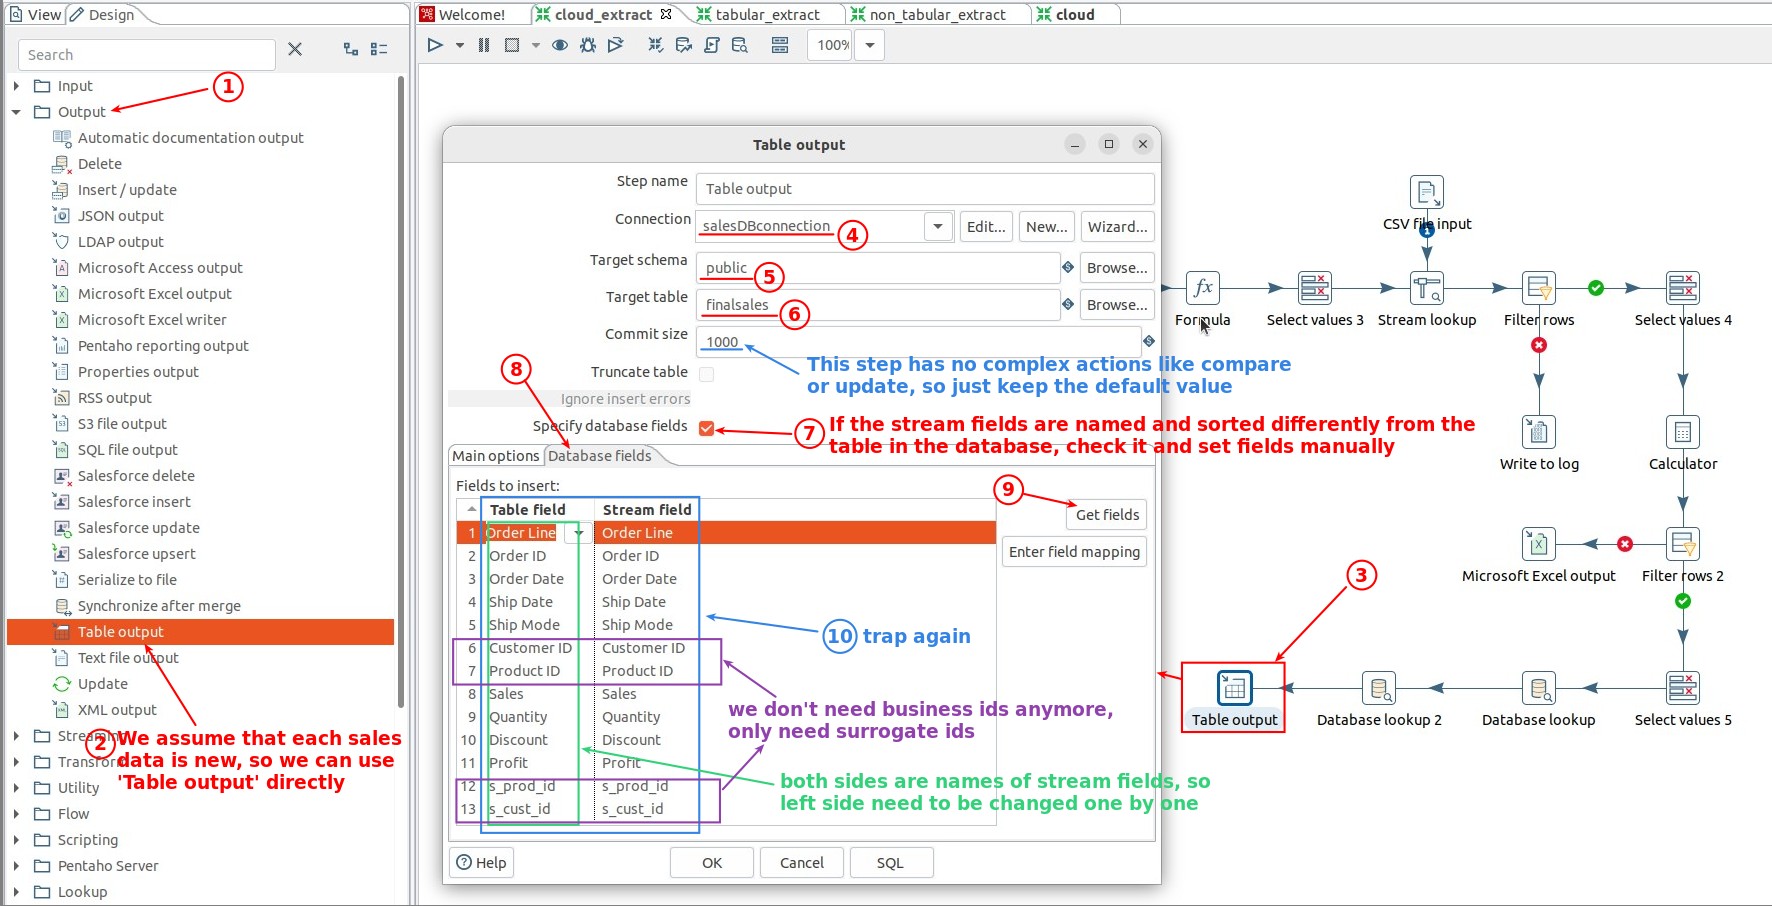 View
Design
Welcome!
cloud_extract
tabular_extract
non_tabular_extract
cloud
Search
100%
Input
1
Output
Automatic documentation output
Delete
Insert / update
JSON output
LDAP output
Microsoft Access output
Microsoft Excel output
Microsoft Excel writer
Pentaho reporting output
Properties output
RSS output
S3 file output
SQL file output
Salesforce delete
Salesforce insert
Salesforce update
Salesforce upsert
Serialize to file
Synchronize after merge
Table output
Text file output
Update
XML output
Streaming
Transform
Utility
Flow
Scripting
Pentaho Server
Lookup
2 We assume that each sales
data is new, so we can use
'Table output' directly
Table output
Step name
Table output
Connection
salesDBconnection
4
Edit...
New...
Wizard...
Target schema
public
5
Browse...
Target table
finalsales
6
Browse...
Commit size
1000
This step has no complex actions like compare
or update, so just keep the default value
Truncate table
8
Ignore insert errors
Specify database fields
7 If the stream fields are named and sorted differently from the
table in the database, check it and set fields manually
Main options
Database fields
Fields to insert:
Table field Stream field
1 Order Line Order Line
2 Order ID Order ID
3 Order Date Order Date
4 Ship Date Ship Date
5 Ship Mode Ship Mode
6 Customer ID Customer ID
7 Product ID Product ID
8 Sales Sales
9 Quantity Quantity
10 Discount Discount
11 Profit Profit
12 s_prod_id s_prod_id
13 s_cust_id s_cust_id
9
Get fields
Enter field mapping
10 trap again
we don't need business ids anymore,
only need surrogate ids
both sides are names of stream fields, so
left side need to be changed one by one
Help
OK
Cancel
SQL
CSV file input
fx
Formula
Select values 3
Stream lookup
Filter rows
Select values 4
Write to log
Calculator
Microsoft Excel output
Filter rows 2
3
Table output
Database lookup 2
Database lookup
Select values 5